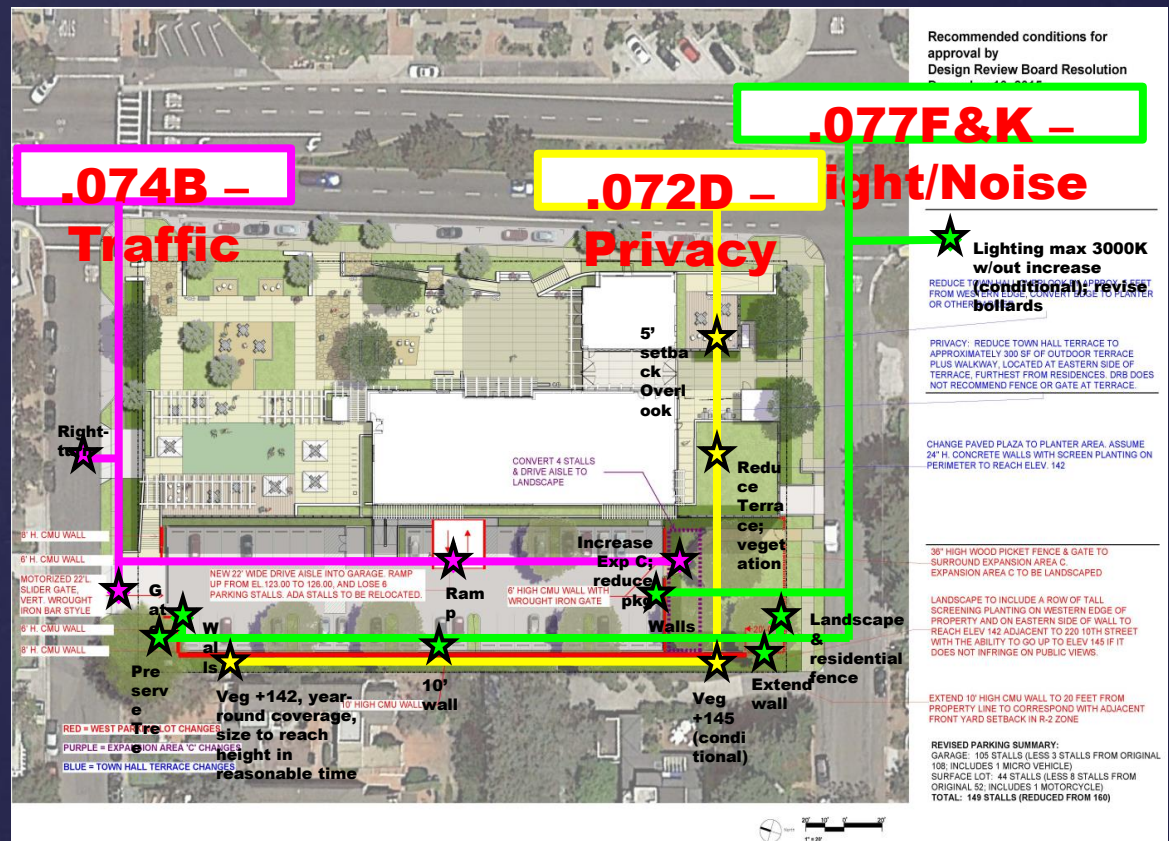 Recommended conditions for
approval by
Design Review Board Resolution
.077F&K –
ight/Noise
.074B –
Traffic
.072D –
Privacy
Lighting max 3000K
w/out increase
(conditional); revise
bollards
REDUCE TOWN HALL
FEET
FROM WESTERN EDGE, CONVERT EDGE TO PLANTER
OR OTHER
PRIVACY: REDUCE TOWN HALL TERRACE TO
APPROXIMATELY 300 SF OF OUTDOOR TERRACE
PLUS WALKWAY, LOCATED AT EASTERN SIDE OF
TERRACE, FURTHEST FROM RESIDENCES. DRB DOES
NOT RECOMMEND FENCE OR GATE AT TERRACE.
CHANGE PAVED PLAZA TO PLANTER AREA. ASSUME
24" H. CONCRETE WALLS WITH SCREEN PLANTING ON
PERIMETER TO REACH ELEV. 142
36" HIGH WOOD PICKET FENCE & GATE TO
SURROUND EXPANSION AREA C.
EXPANSION AREA C TO BE LANDSCAPED
LANDSCAPE TO INCLUDE A ROW OF TALL
SCREENING PLANTING ON WESTERN EDGE OF
PROPERTY AND ON EASTERN SIDE OF WALL TO
REACH ELEV 142 ADJACENT TO 220 10TH STREET
WITH THE ABILITY TO GO UP TO ELEV 145 IF IT
DOES NOT INFRINGE ON PUBLIC VIEWS.
EXTEND 10' HIGH CMU WALL TO 20 FEET FROM
PROPERTY LINE TO CORRESPOND WITH ADJACENT
FRONT YARD SETBACK IN R-2 ZONE
REVISED PARKING SUMMARY:
GARAGE: 105 STALLS (LESS 3 STALLS FROM ORIGINAL
108; INCLUDES 1 MICRO VEHICLE)
SURFACE LOT: 44 STALLS (LESS 8 STALLS FROM
ORIGINAL 52; INCLUDES 1 MOTORCYCLE)
TOTAL: 149 STALLS (REDUCED FROM 160)
5'
setba
ck
Overl
ook
Right-
CONVERT 4 STALLS
& DRIVE AISLE TO
LANDSCAPE
Redu
ce
Terra
ce;
veget
ation
8' H. CMU WALL
6' H. CMU WALL
MOTORIZED 22'L.
SLIDER GATE,
VERT. WROUGHT
IRON BAR STYLE
6' H. CMU WALL
8' H. CMU WALL
NEW 22' WIDE DRIVE AISLE INTO GARAGE. RAMP
UP FROM EL. 123.00 TO 126.00, AND LOSE 6
PARKING STALLS. ADA STALLS TO BE RELOCATED.
Increase
Exp C;
reduce
pkg
Ram
p
6' HIGH CMU WALL WITH
WROUGHT IRON GATE
Walls
G
at
W
al
ls
Landscape
&
residential
fence
Pre
serv
e
Tre
e
Veg +142, year-
round coverage,
size to reach
height in
reasonable time
10' HIGH CMU WALL
10'
wall
Veg
+145
(condi
tional)
Extend
wall
RED = WEST PARKING LOT CHANGES
PURPLE = EXPANSION AREA 'C' CHANGES
BLUE = TOWN HALL TERRACE CHANGES
20' 10' 0' 20'
1" = 20'